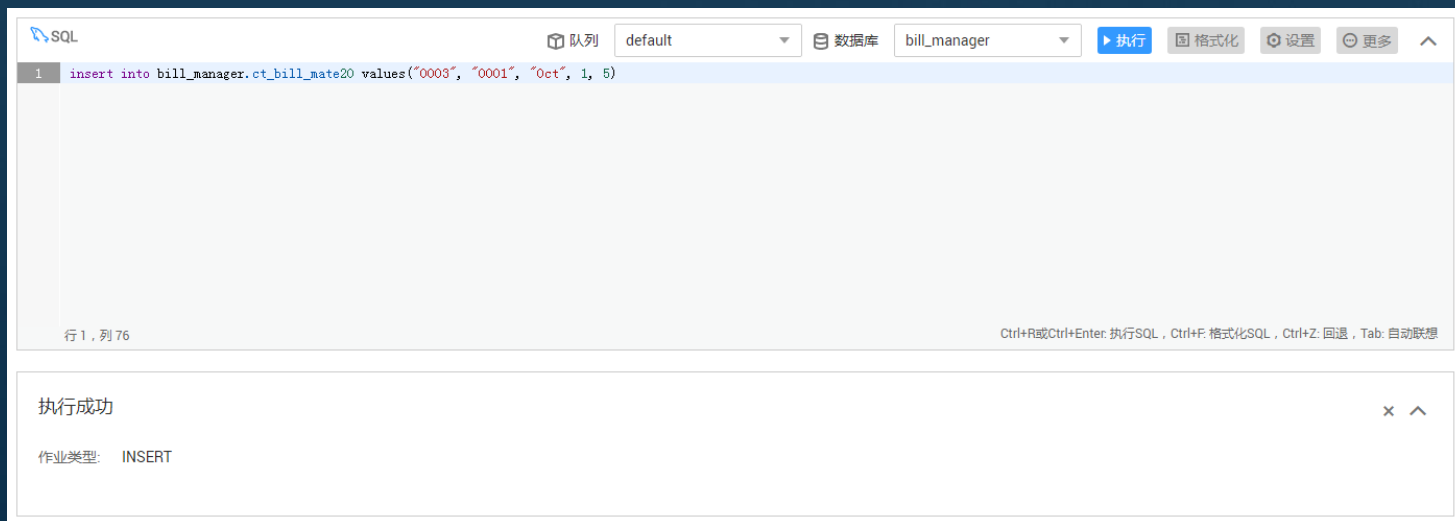 SQL 队列 default 数据库 bill_manager 执行 格式化 设置 更多
1 insert into bill_manager.ct_bill_mate20 values("0003", "0001", "Oct", 1, 5)
行 1，列 76 Ctrl+R或Ctrl+Enter: 执行SQL，Ctrl+F: 格式化SQL，Ctrl+Z: 回退，Tab: 自动联想
执行成功
作业类型: INSERT